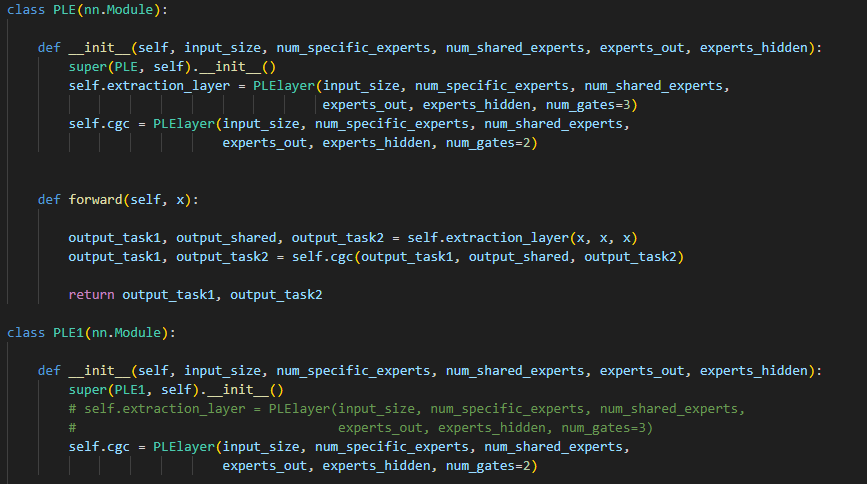 class PLE(nn.Module):
def __init__(self, input_size, num_specific_experts, num_shared_experts, experts_out, experts_hidden):
super(PLE, self).__init__()
self.extraction_layer = PLElayer(input_size, num_specific_experts, num_shared_experts,
experts_out, experts_hidden, num_gates=3)
self.cgc = PLElayer(input_size, num_specific_experts, num_shared_experts,
experts_out, experts_hidden, num_gates=2)
def forward(self, x):
output_task1, output_shared, output_task2 = self.extraction_layer(x, x, x)
output_task1, output_task2 = self.cgc(output_task1, output_shared, output_task2)
return output_task1, output_task2
class PLE1(nn.Module):
def __init__(self, input_size, num_specific_experts, num_shared_experts, experts_out, experts_hidden):
super(PLE1, self).__init__()
# self.extraction_layer = PLElayer(input_size, num_specific_experts, num_shared_experts,
# experts_out, experts_hidden, num_gates=3)
self.cgc = PLElayer(input_size, num_specific_experts, num_shared_experts,
experts_out, experts_hidden, num_gates=2)